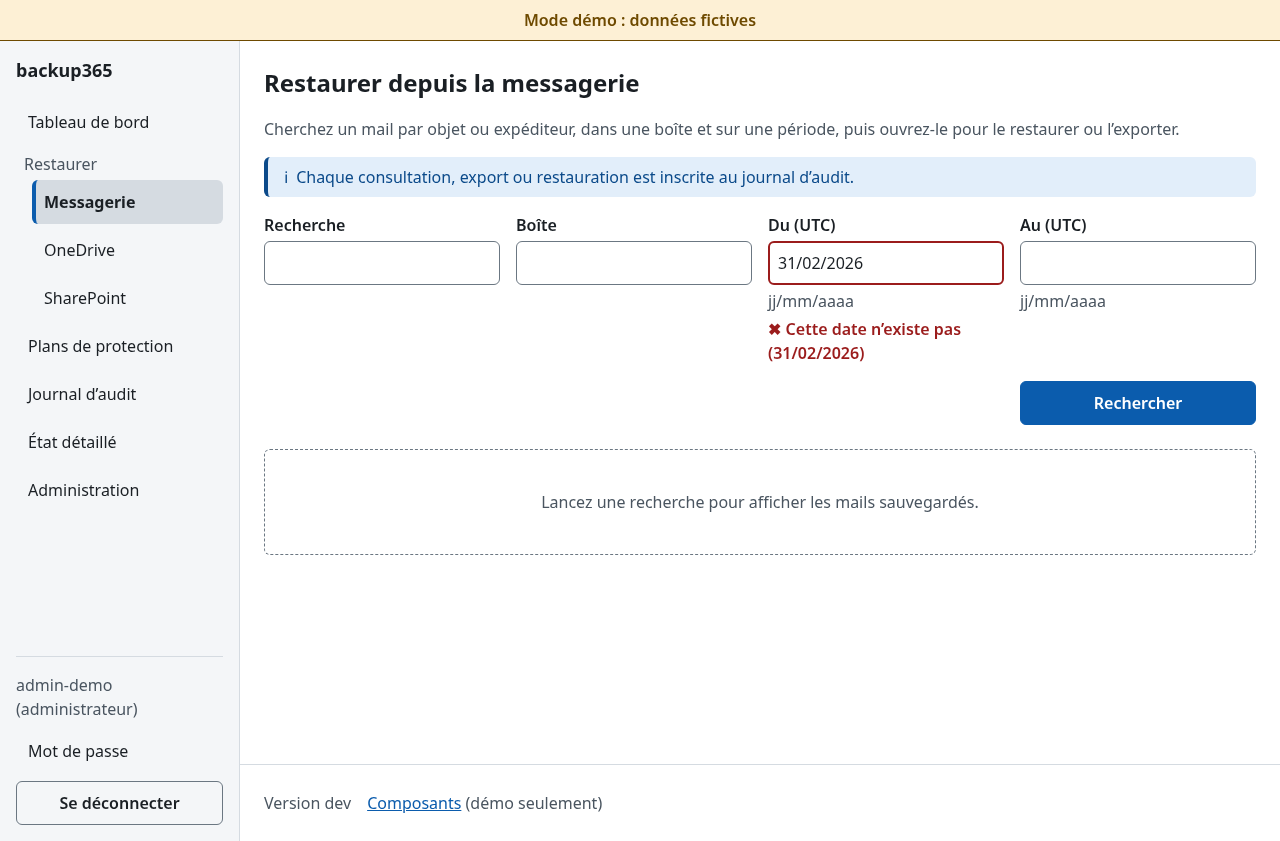 Mode démo : données fictives
backup365
Tableau de bord
Restaurer
Messagerie
OneDrive
SharePoint
Plans de protection
Journal d’audit
État détaillé
Administration
admin-demo
(administrateur)
Mot de passe
Se déconnecter
Restaurer depuis la messagerie
Cherchez un mail par objet ou expéditeur, dans une boîte et sur une période, puis ouvrez-le pour le restaurer ou l’exporter.
i Chaque consultation, export ou restauration est inscrite au journal d’audit.
Recherche
Boîte
Du (UTC)
31/02/2026
jj/mm/aaaa
✖ Cette date n’existe pas
(31/02/2026)
Au (UTC)
jj/mm/aaaa
Rechercher
Lancez une recherche pour afficher les mails sauvegardés.
Version dev Composants (démo seulement)